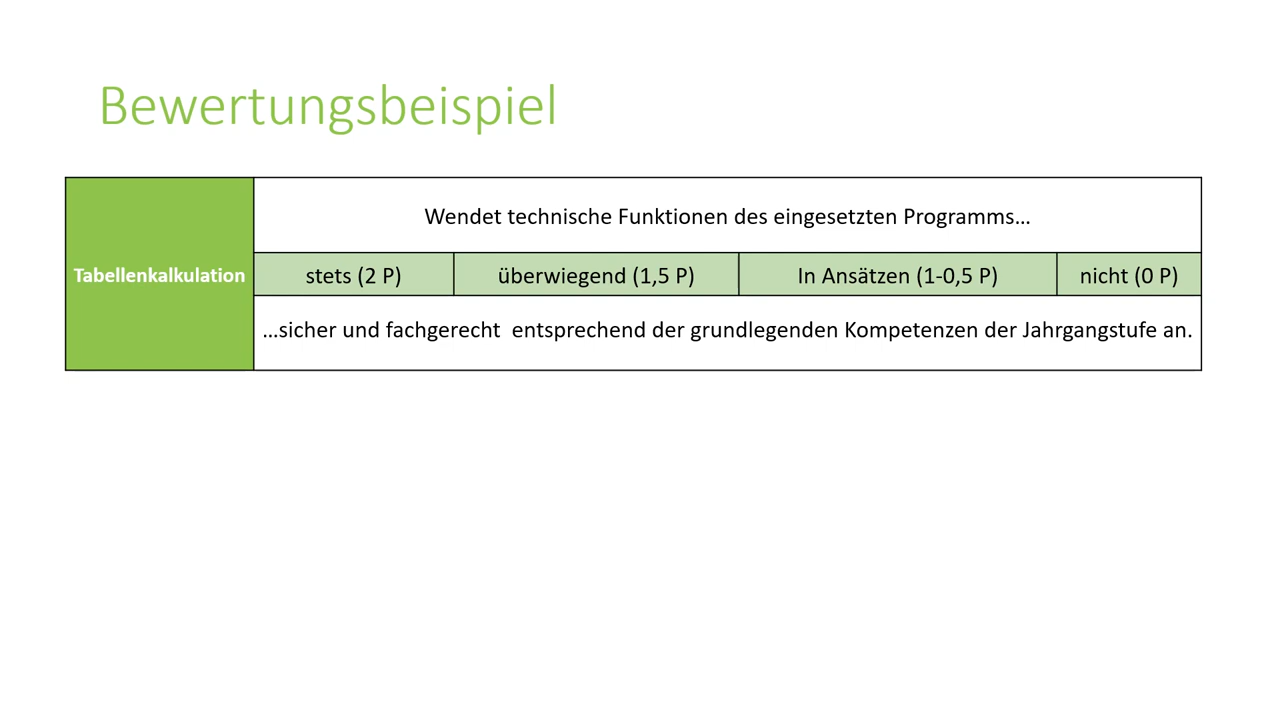 Bewertungsbeispiel
Wendet technische Funktionen des eingesetzten Programms...
Tabellenkalkulation
stets (2 P)
überwiegend (1,5 P)
In Ansätzen (1-0,5 P)
nicht (0 P)
...sicher und fachgerecht  entsprechend der grundlegenden Kompetenzen der Jahrgangstufe an.